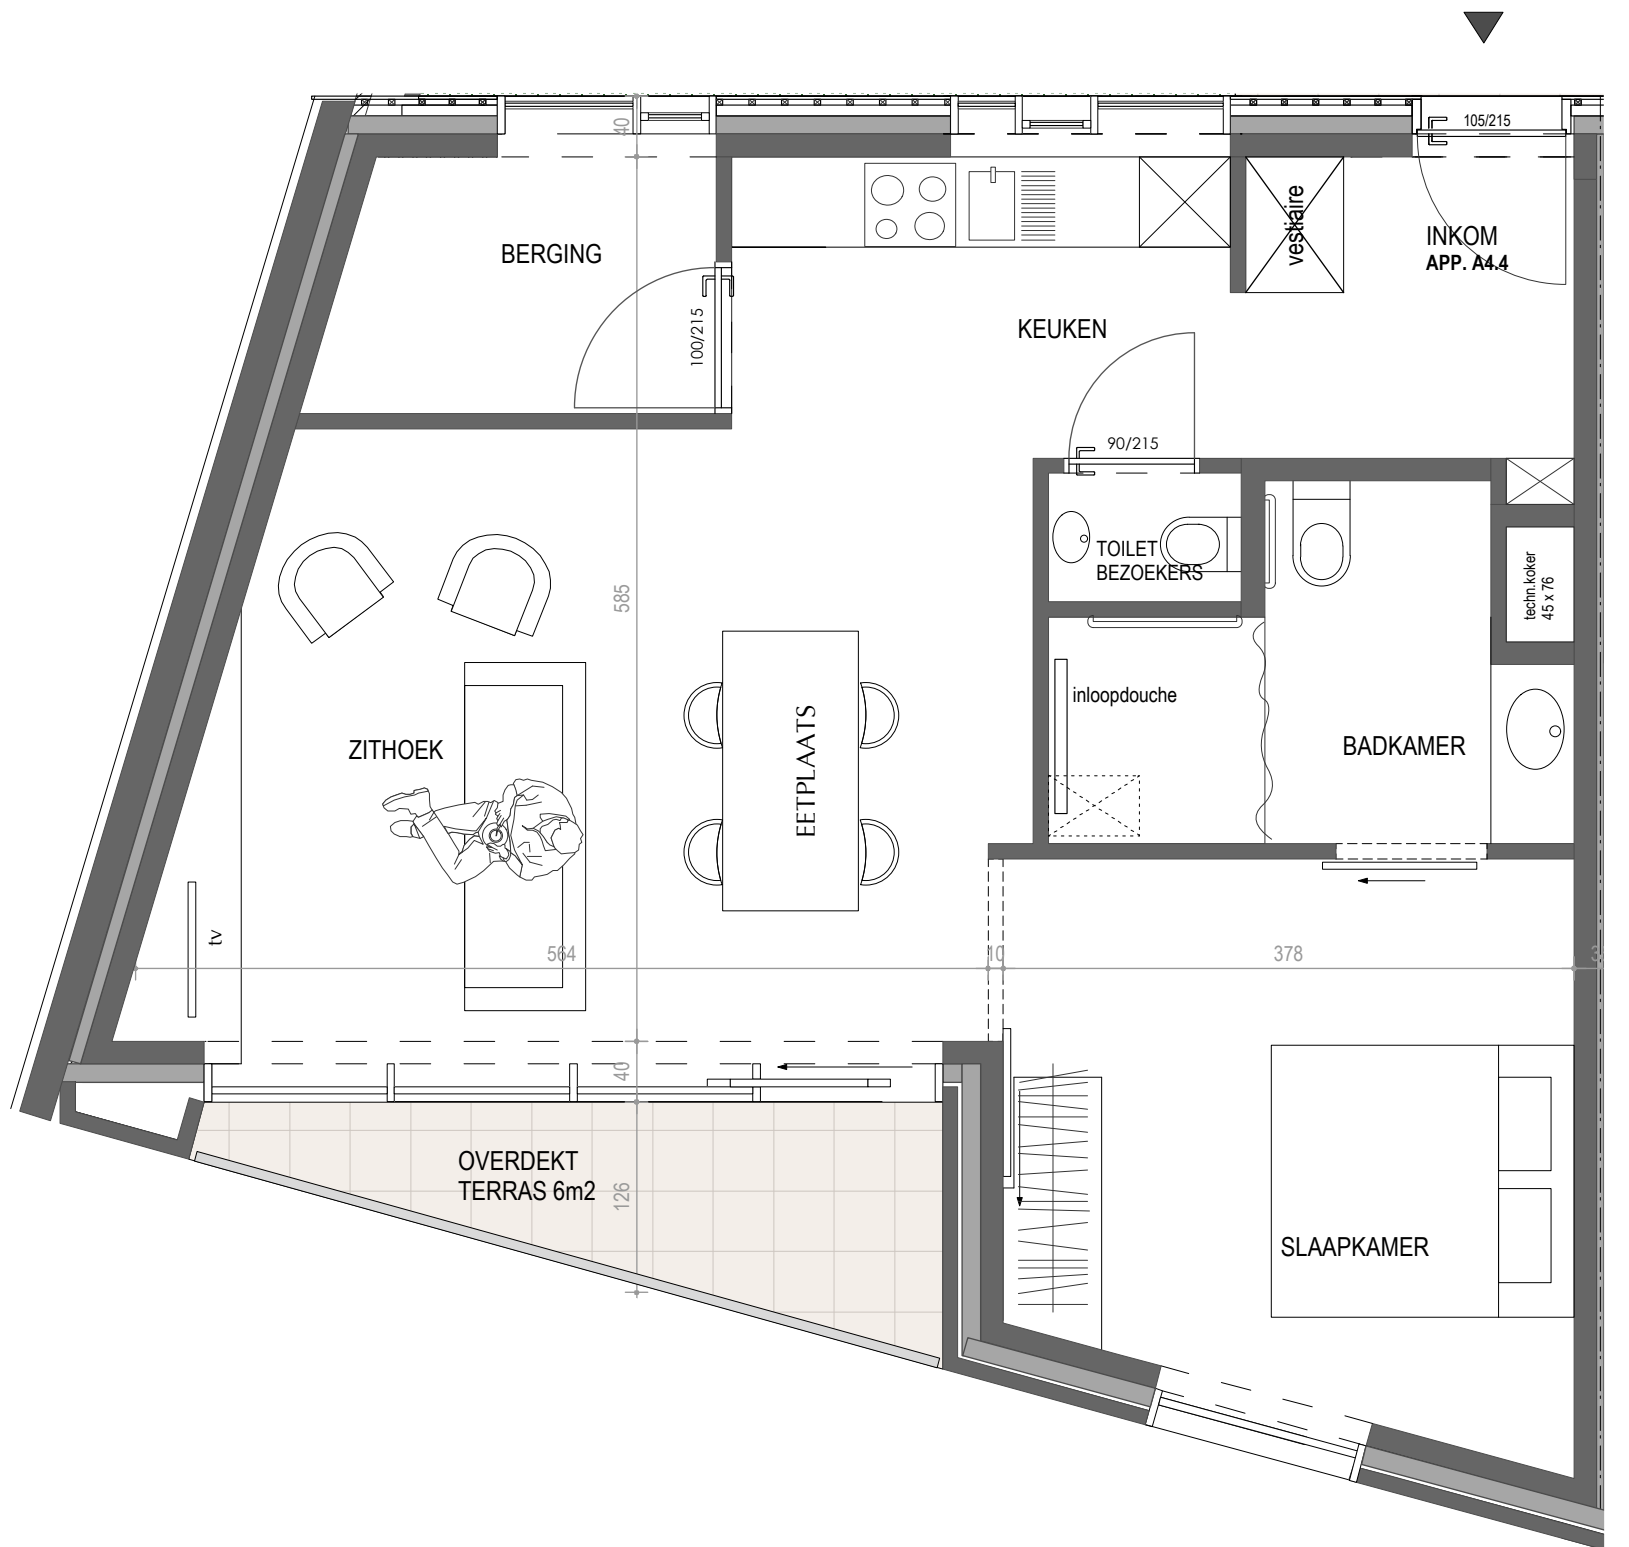 105/215
40
vestiaire
INKOM
APP. A4.4
BERGING
100/215
KEUKEN
90/215
TOILET
BEZOEKERS
techn.koker
45 x 76
585
inloopdouche
EETPLAATS
ZITHOEK
BADKAMER
tv
564
10
378
40
OVERDEKT
TERRAS 6m2
126
SLAAPKAMER